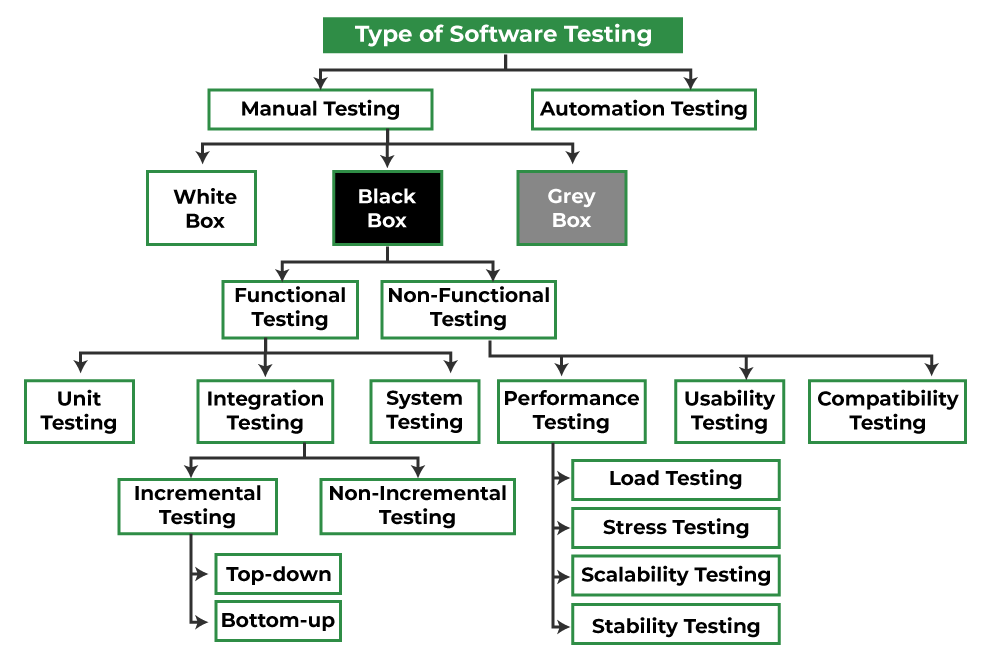 Type of Software Testing
Manual Testing
Automation Testing
White
Box
Black
Box
Grey
Box
Functional
Testing
Non-Functional
Testing
Unit
Testing
Integration
Testing
System
Testing
Performance
Testing
Usability
Testing
Compatibility
Testing
Incremental
Testing
Non-Incremental
Testing
Top-down
Bottom-up
Load Testing
Stress Testing
Scalability Testing
Stability Testing